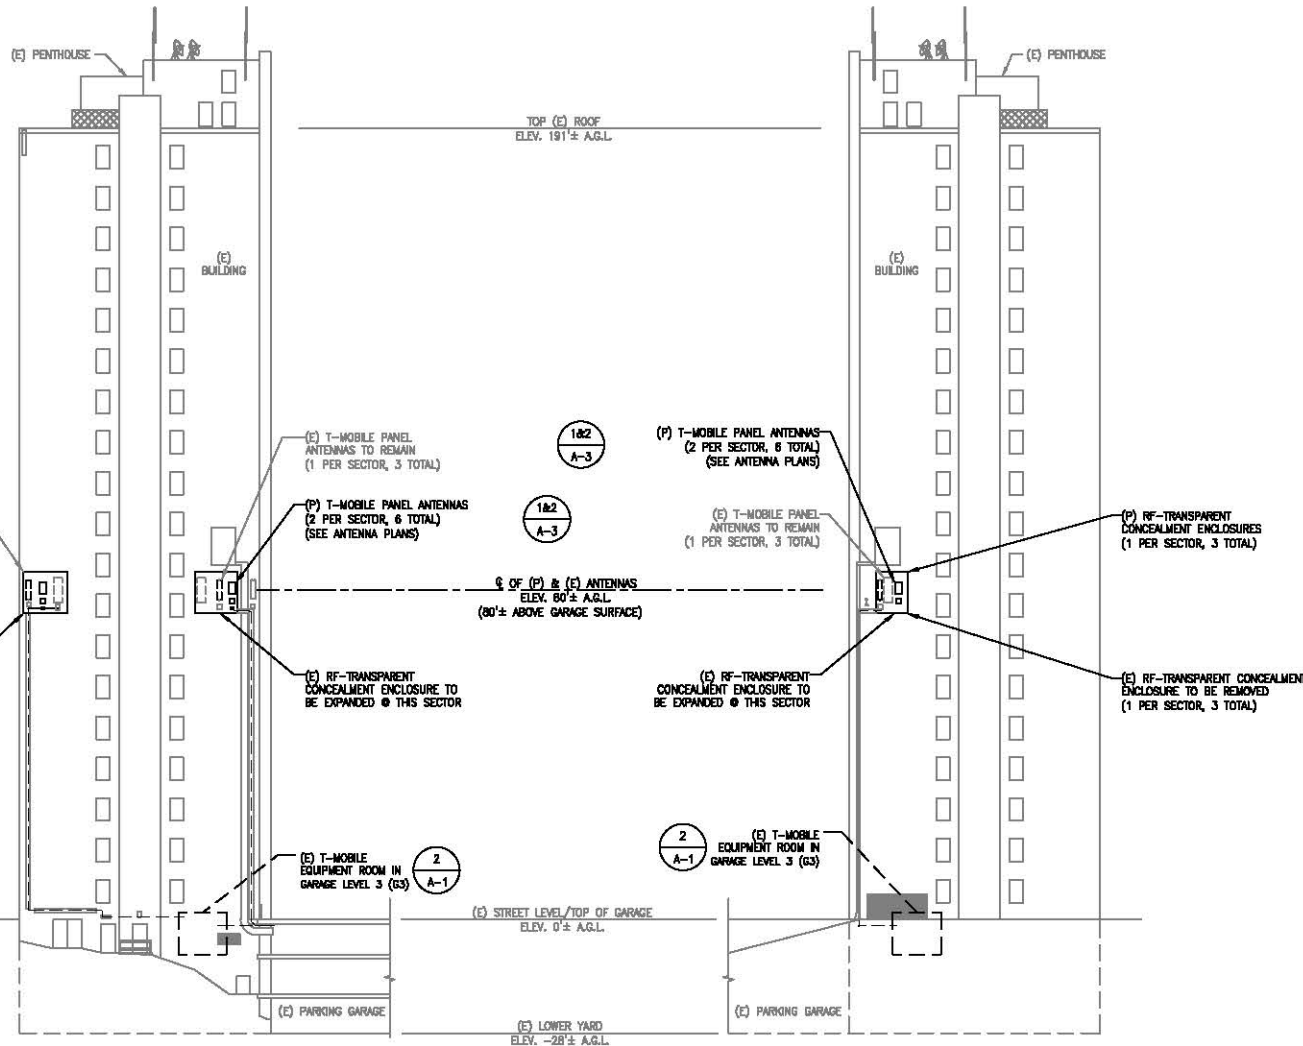 (E) PENTHOUSE
(E) PENTHOUSE
TOP (E) ROOF
ELEV. 191'± A.G.L.
(E)
BUILDING
(E)
BUILDING
(E) T-MOBILE PANEL
ANTENNAS TO REMAIN
(1 PER SECTOR, 3 TOTAL)
1&2
A-3
(P) T-MOBILE PANEL ANTENNAS
(2 PER SECTOR, 6 TOTAL)
(SEE ANTENNA PLANS)
(P) T-MOBILE PANEL ANTENNAS
(2 PER SECTOR, 6 TOTAL)
(SEE ANTENNA PLANS)
1&2
A-3
(E) T-MOBILE PANEL
ANTENNAS TO REMAIN
(1 PER SECTOR, 3 TOTAL)
(P) RF-TRANSPARENT
CONCEALMENT ENCLOSURES
(1 PER SECTOR, 3 TOTAL)
℄ OF (P) & (E) ANTENNAS
ELEV. 80'± A.G.L.
(80'± ABOVE GARAGE SURFACE)
(E) RF-TRANSPARENT
CONCEALMENT ENCLOSURE TO
BE EXPANDED @ THIS SECTOR
(E) RF-TRANSPARENT
CONCEALMENT ENCLOSURE TO
BE EXPANDED @ THIS SECTOR
(E) RF-TRANSPARENT CONCEALMENT
ENCLOSURE TO BE REMOVED
(1 PER SECTOR, 3 TOTAL)
(E) T-MOBILE
EQUIPMENT ROOM IN
GARAGE LEVEL 3 (G3)
2
A-1
2
A-1
(E) T-MOBILE
EQUIPMENT ROOM IN
GARAGE LEVEL 3 (G3)
(E) STREET LEVEL/TOP OF GARAGE
ELEV. 0'± A.G.L.
(E) PARKING GARAGE
(E) PARKING GARAGE
(E) LOWER YARD
ELEV. -28'± A.G.L.